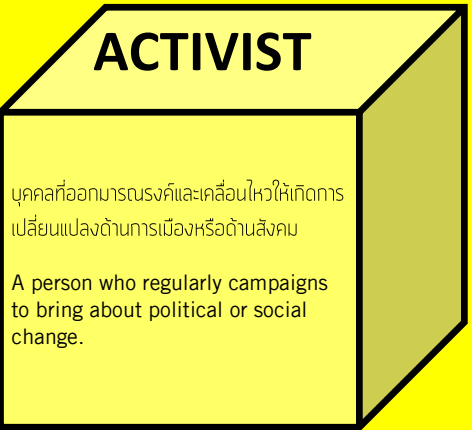 ACTIVIST
บุคคลที่ออกมารณรงค์และเคลื่อนไหวให้เกิดการ
เปลี่ยนแปลงด้านการเมืองหรือด้านสังคม
A person who regularly campaigns
to bring about political or social
change.